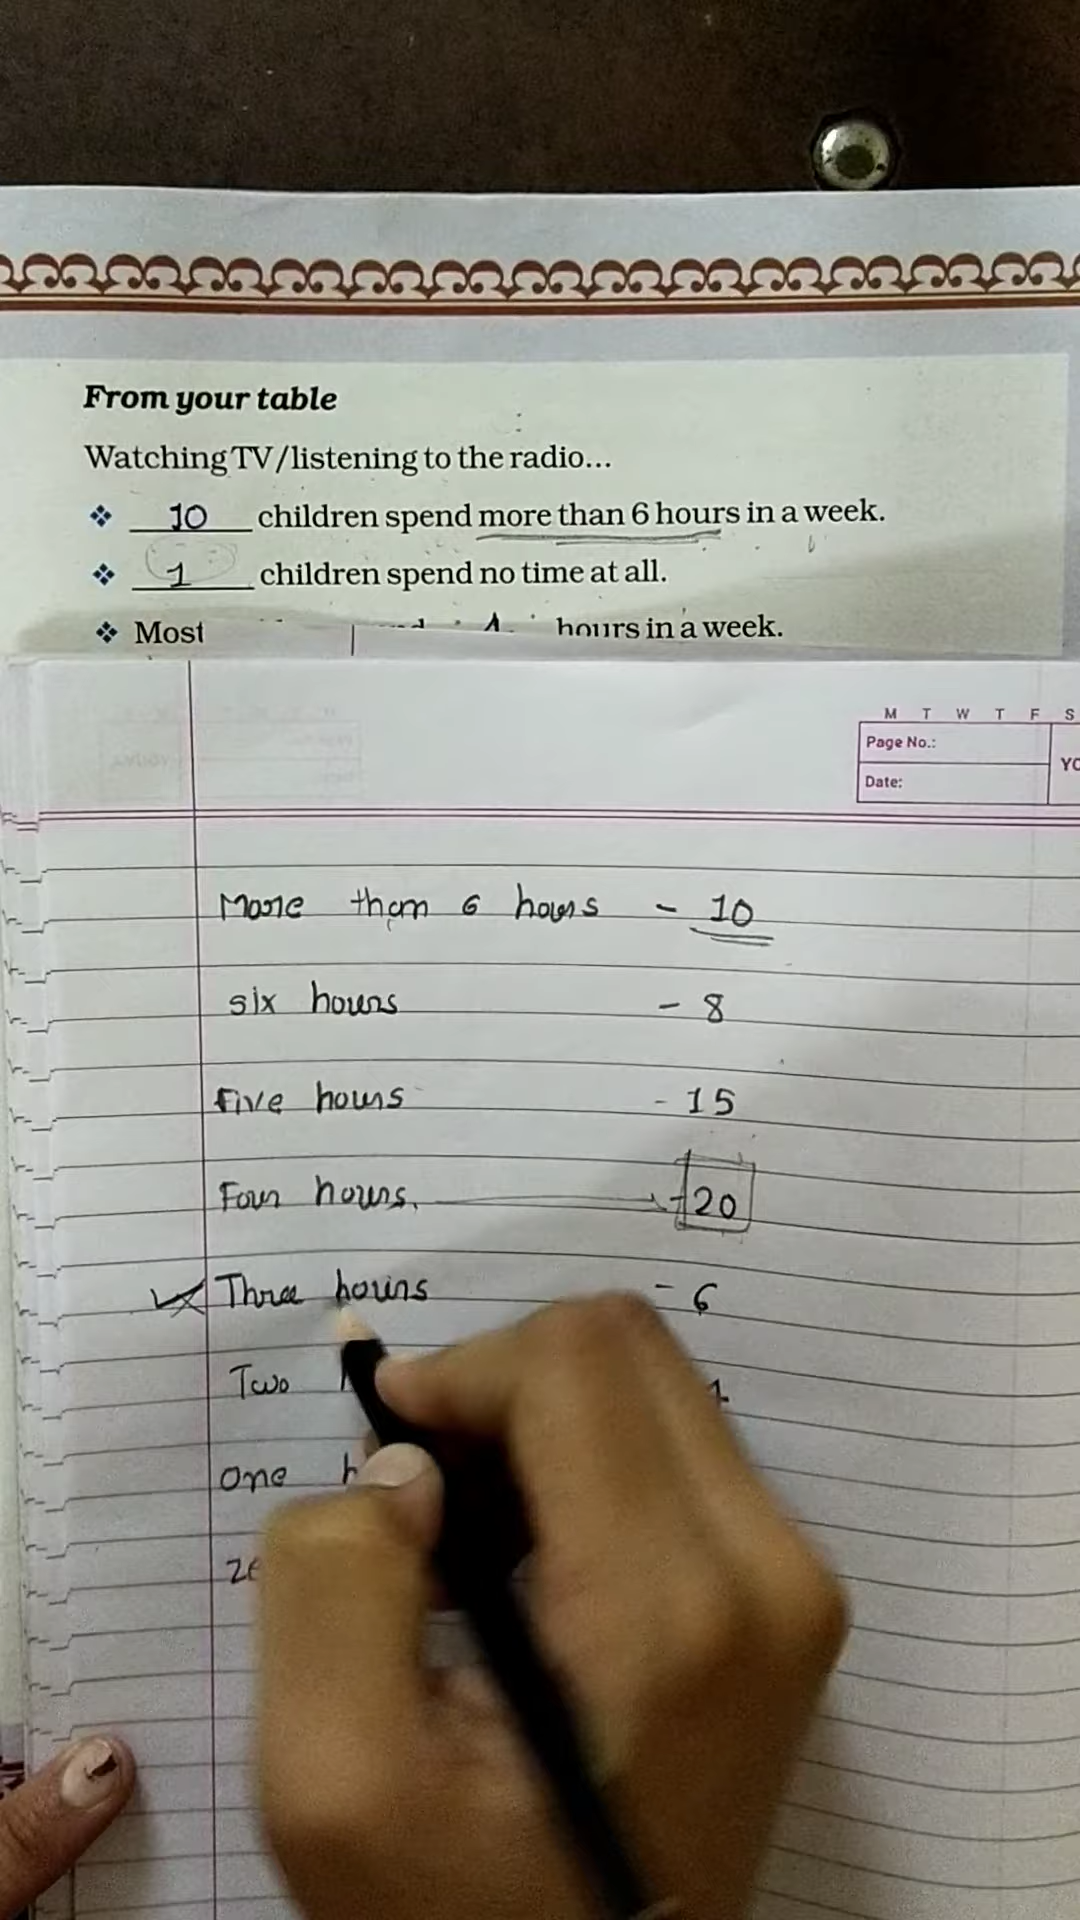 From your table
Watching TV/listening to the radio...
❖ 10 children spend more than 6 hours in a week.
❖ 1 children spend no time at all.
❖ Most hours in a week.
M T W T F S
Page No.:
Date:
More than 6 hours - 10
six hours - 8
Five hours - 15
Four hours. - 20
Three hours - 6
Two
one